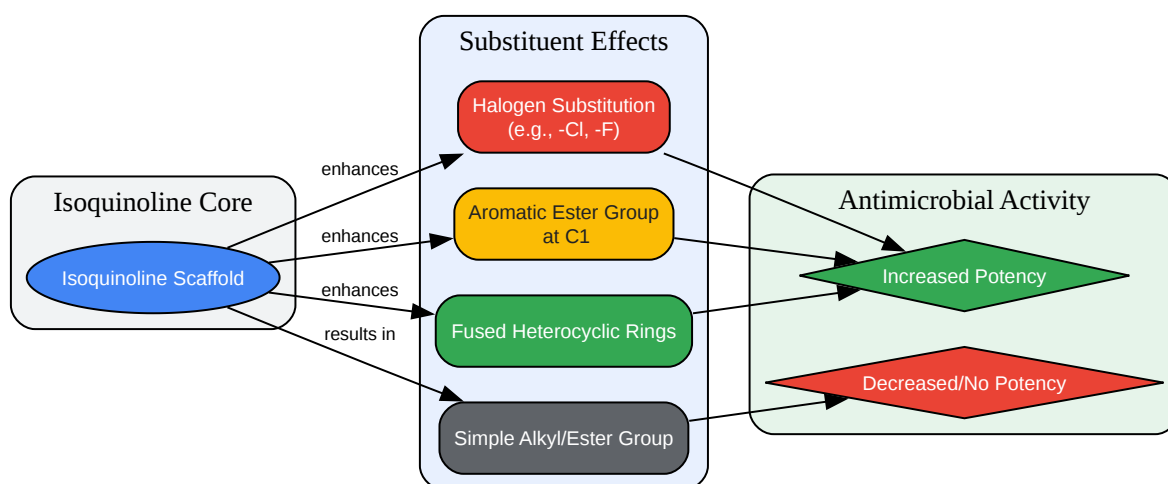 Substituent Effects
Halogen Substitution
(e.g., -Cl, -F)
enhances
Isoquinoline Core
Antimicrobial Activity
Aromatic Ester Group
at C1
enhances
Isoquinoline Scaffold
Increased Potency
enhances
Fused Heterocyclic Rings
results in
Decreased/No Potency
Simple Alkyl/Ester Group